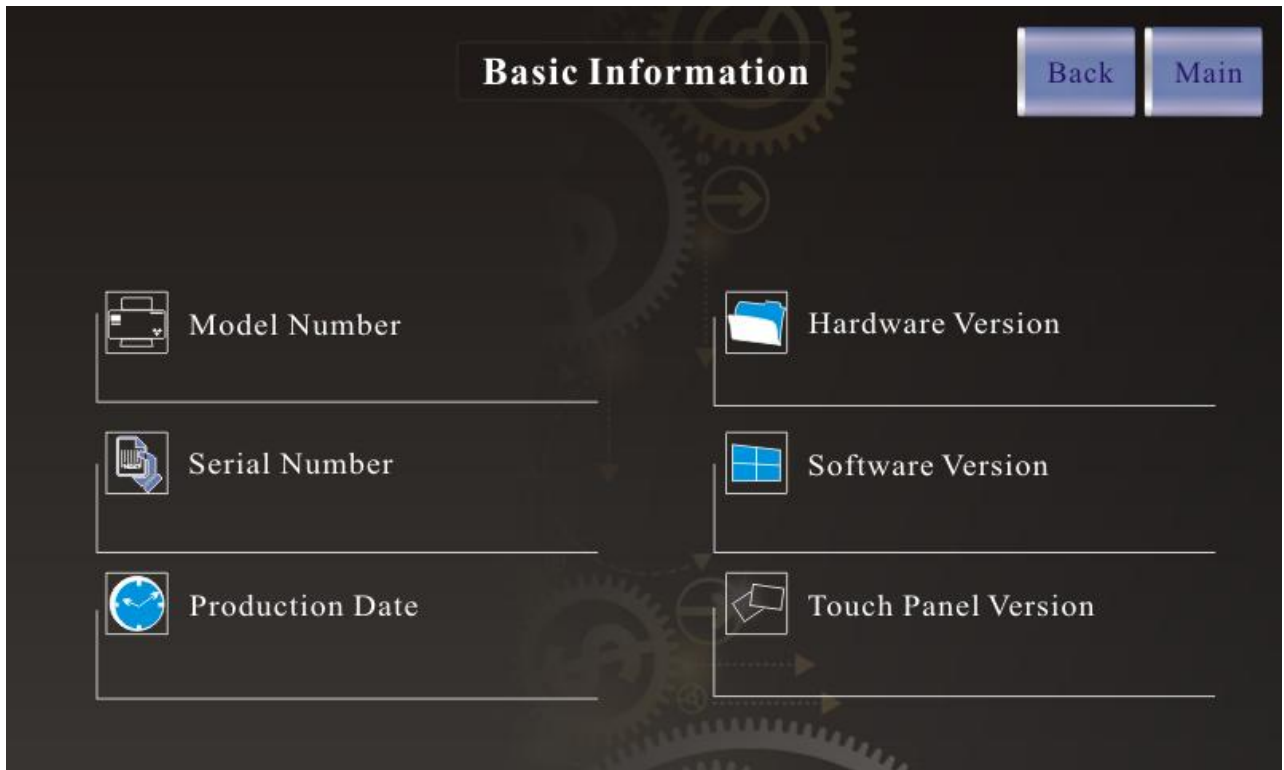 Basic Information
Back
Main
Model Number
Hardware Version
Serial Number
Software Version
Production Date
Touch Panel Version